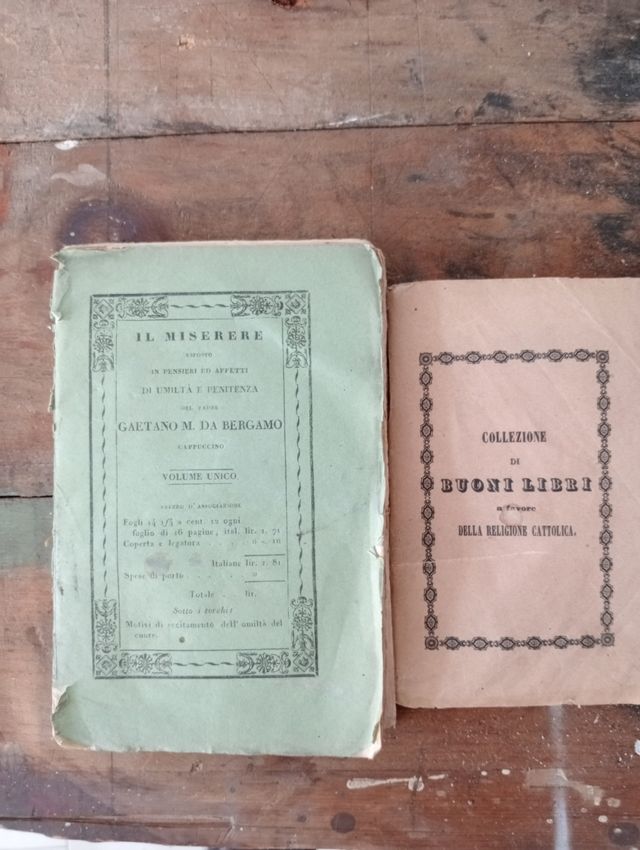 IL MISERERE
ESPOSTO
IN PENSIERI ED AFFETTI
DI UMILTÀ E PENITENZA
DEL PADRE
GAETANO M. DA BERGAMO
CAPPUCCINO
VOLUME UNICO
PREZZO D'ASSOCIAZIONE
Fogli 14 1/4 a cent. 12 ogni
foglio di 16 pagine, ital. lir. 1. 71
Coperta e legatura . . . . . 0 . 10
Italiane lir. 1. 81
Spese di porto . . . . . 0
Totale . . lir.
Sotto i torchi:
Motivi di eccitamento dell' umiltà del
cuore.
COLLEZIONE
DI
BUONI LIBRI
a favore
DELLA RELIGIONE CATTOLICA.